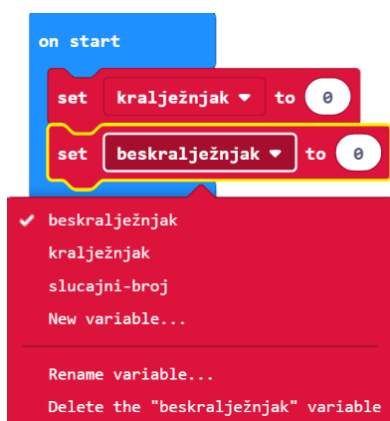 on start
set kralježnjak to 0
set beskralježnjak to 0
beskralježnjak
kralježnjak
slucajni-broj
New variable...
Rename variable...
Delete the "beskralježnjak" variable